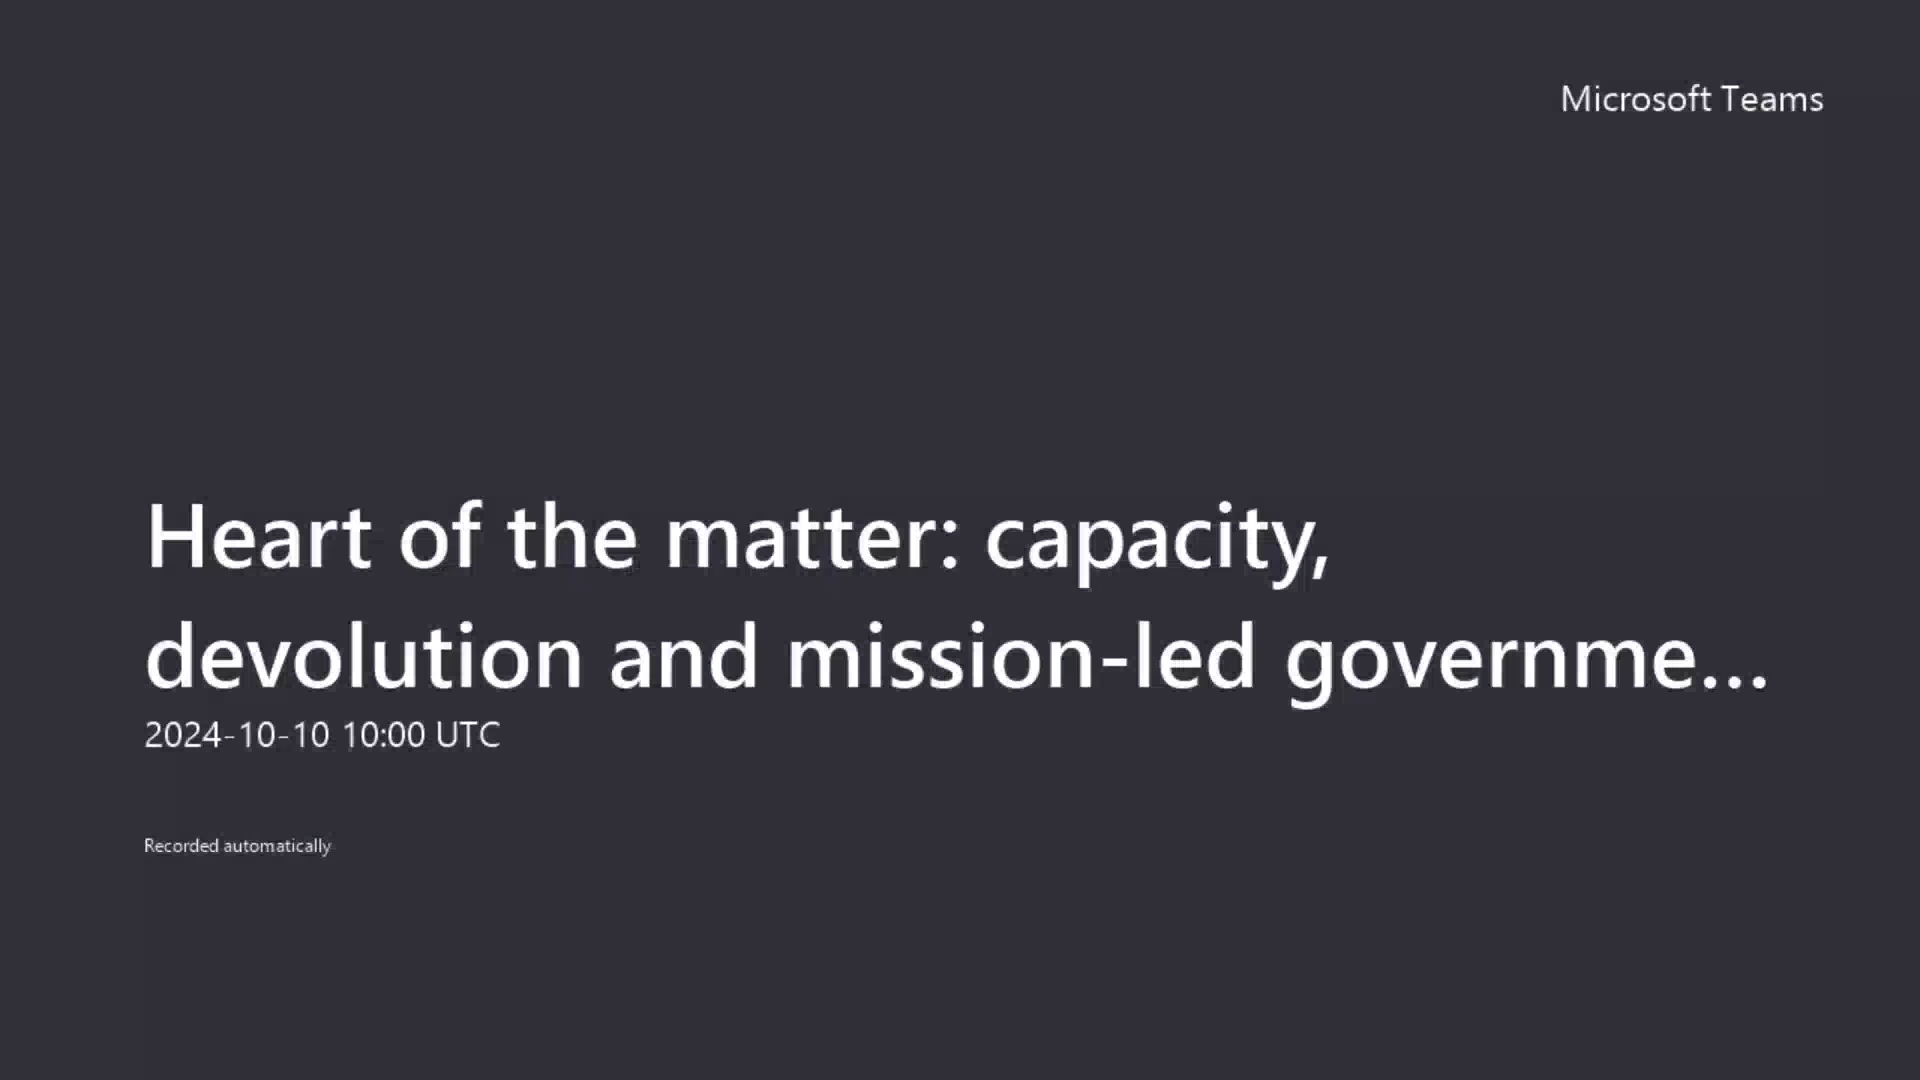 Microsoft Teams
Heart of the matter: capacity,
devolution and mission-led governme...
2024-10-10 10:00 UTC
Recorded automatically